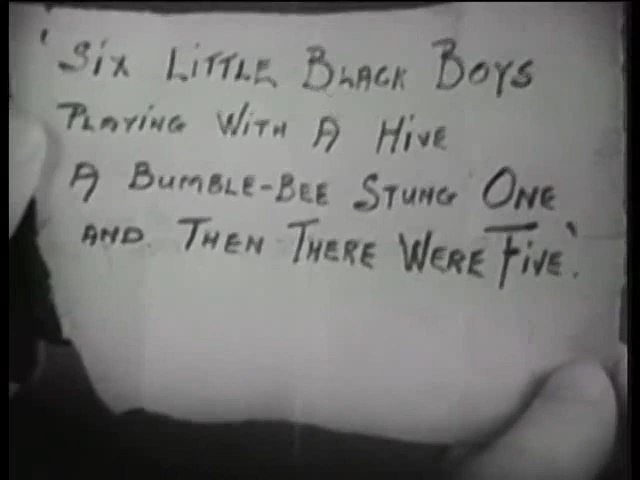 'Six Little Black Boys
Playing With A Hive
A Bumble-Bee Stung One
And Then There Were Five'.